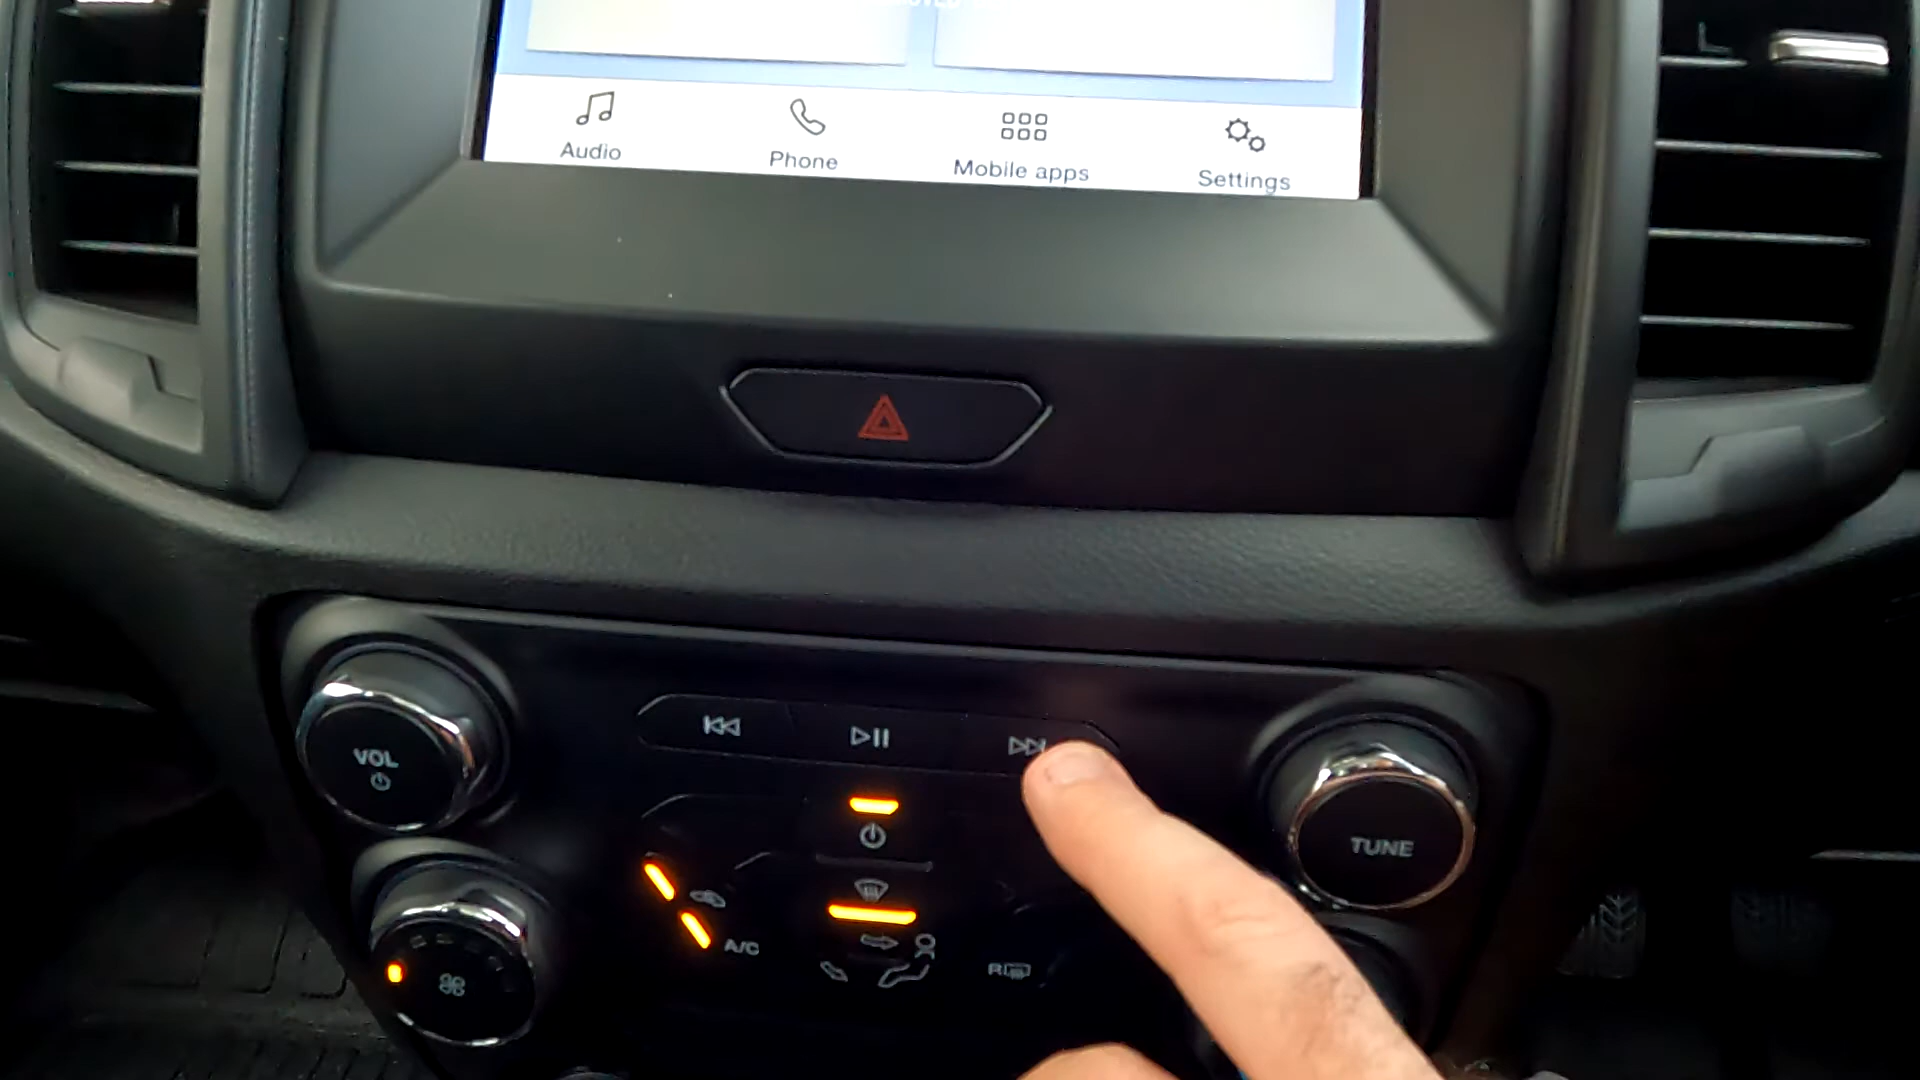 Audio
Phone
Mobile apps
Settings
VOL
TUNE
A/C
R